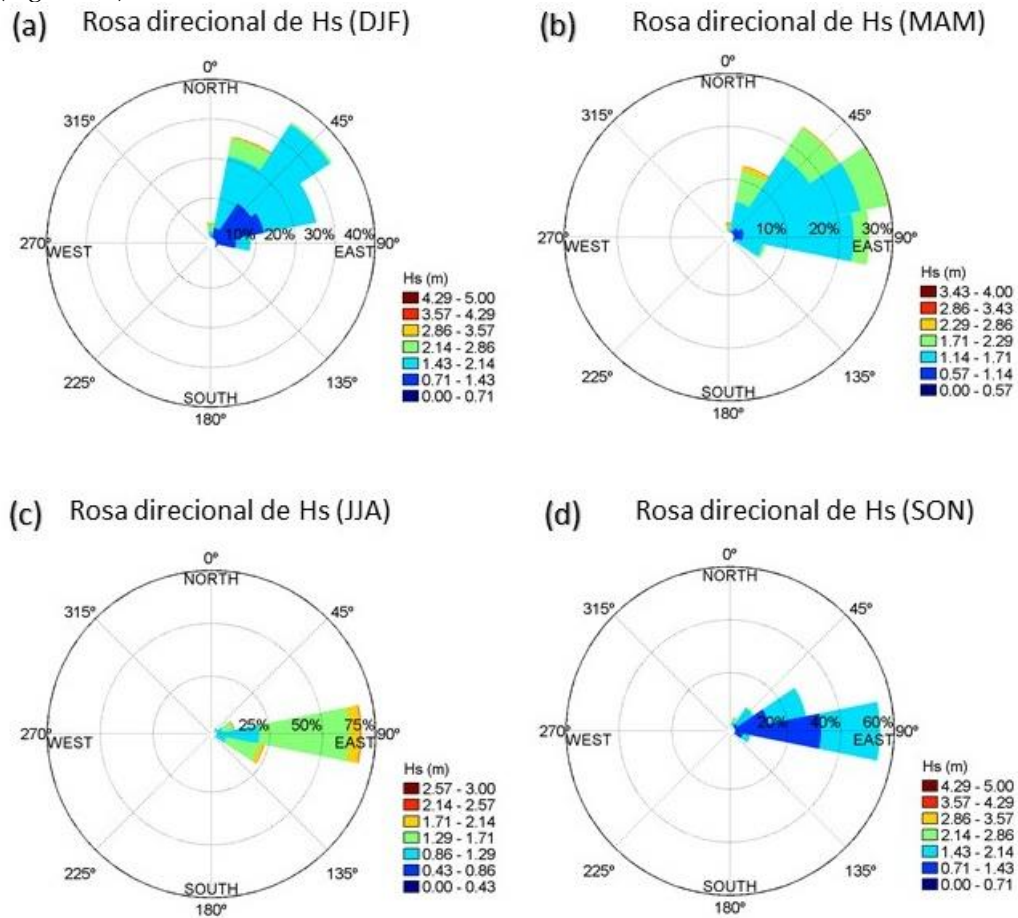 (a) Rosa direcional de Hs (DJF)
0°
NORTH
315°
45°
270°
WEST
10% 20% 30% 40%
EAST
90°
225°
135°
SOUTH
180°
Hs (m)
4.29 - 5.00
3.57 - 4.29
2.86 - 3.57
2.14 - 2.86
1.43 - 2.14
0.71 - 1.43
0.00 - 0.71
(b) Rosa direcional de Hs (MAM)
0°
NORTH
315°
45°
270°
WEST
10% 20% 30%
EAST
90°
225°
135°
SOUTH
180°
Hs (m)
3.43 - 4.00
2.86 - 3.43
2.29 - 2.86
1.71 - 2.29
1.14 - 1.71
0.57 - 1.14
0.00 - 0.57
(c) Rosa direcional de Hs (JJA)
0°
NORTH
315°
45°
270°
WEST
25% 50% 75%
EAST
90°
225°
135°
SOUTH
180°
Hs (m)
2.57 - 3.00
2.14 - 2.57
1.71 - 2.14
1.29 - 1.71
0.86 - 1.29
0.43 - 0.86
0.00 - 0.43
(d) Rosa direcional de Hs (SON)
0°
NORTH
315°
45°
270°
WEST
20% 40% 60%
EAST
90°
225°
135°
SOUTH
180°
Hs (m)
4.29 - 5.00
3.57 - 4.29
2.86 - 3.57
2.14 - 2.86
1.43 - 2.14
0.71 - 1.43
0.00 - 0.71